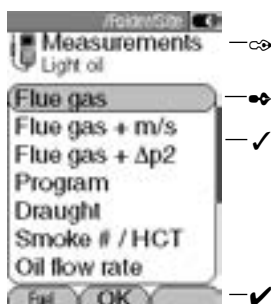 /Folder/Site
Measurements
Light oil
Flue gas
Flue gas + m/s
Flue gas + Δp2
Program
Draught
Smoke # / HCT
Oil flow rate
Fuel OK